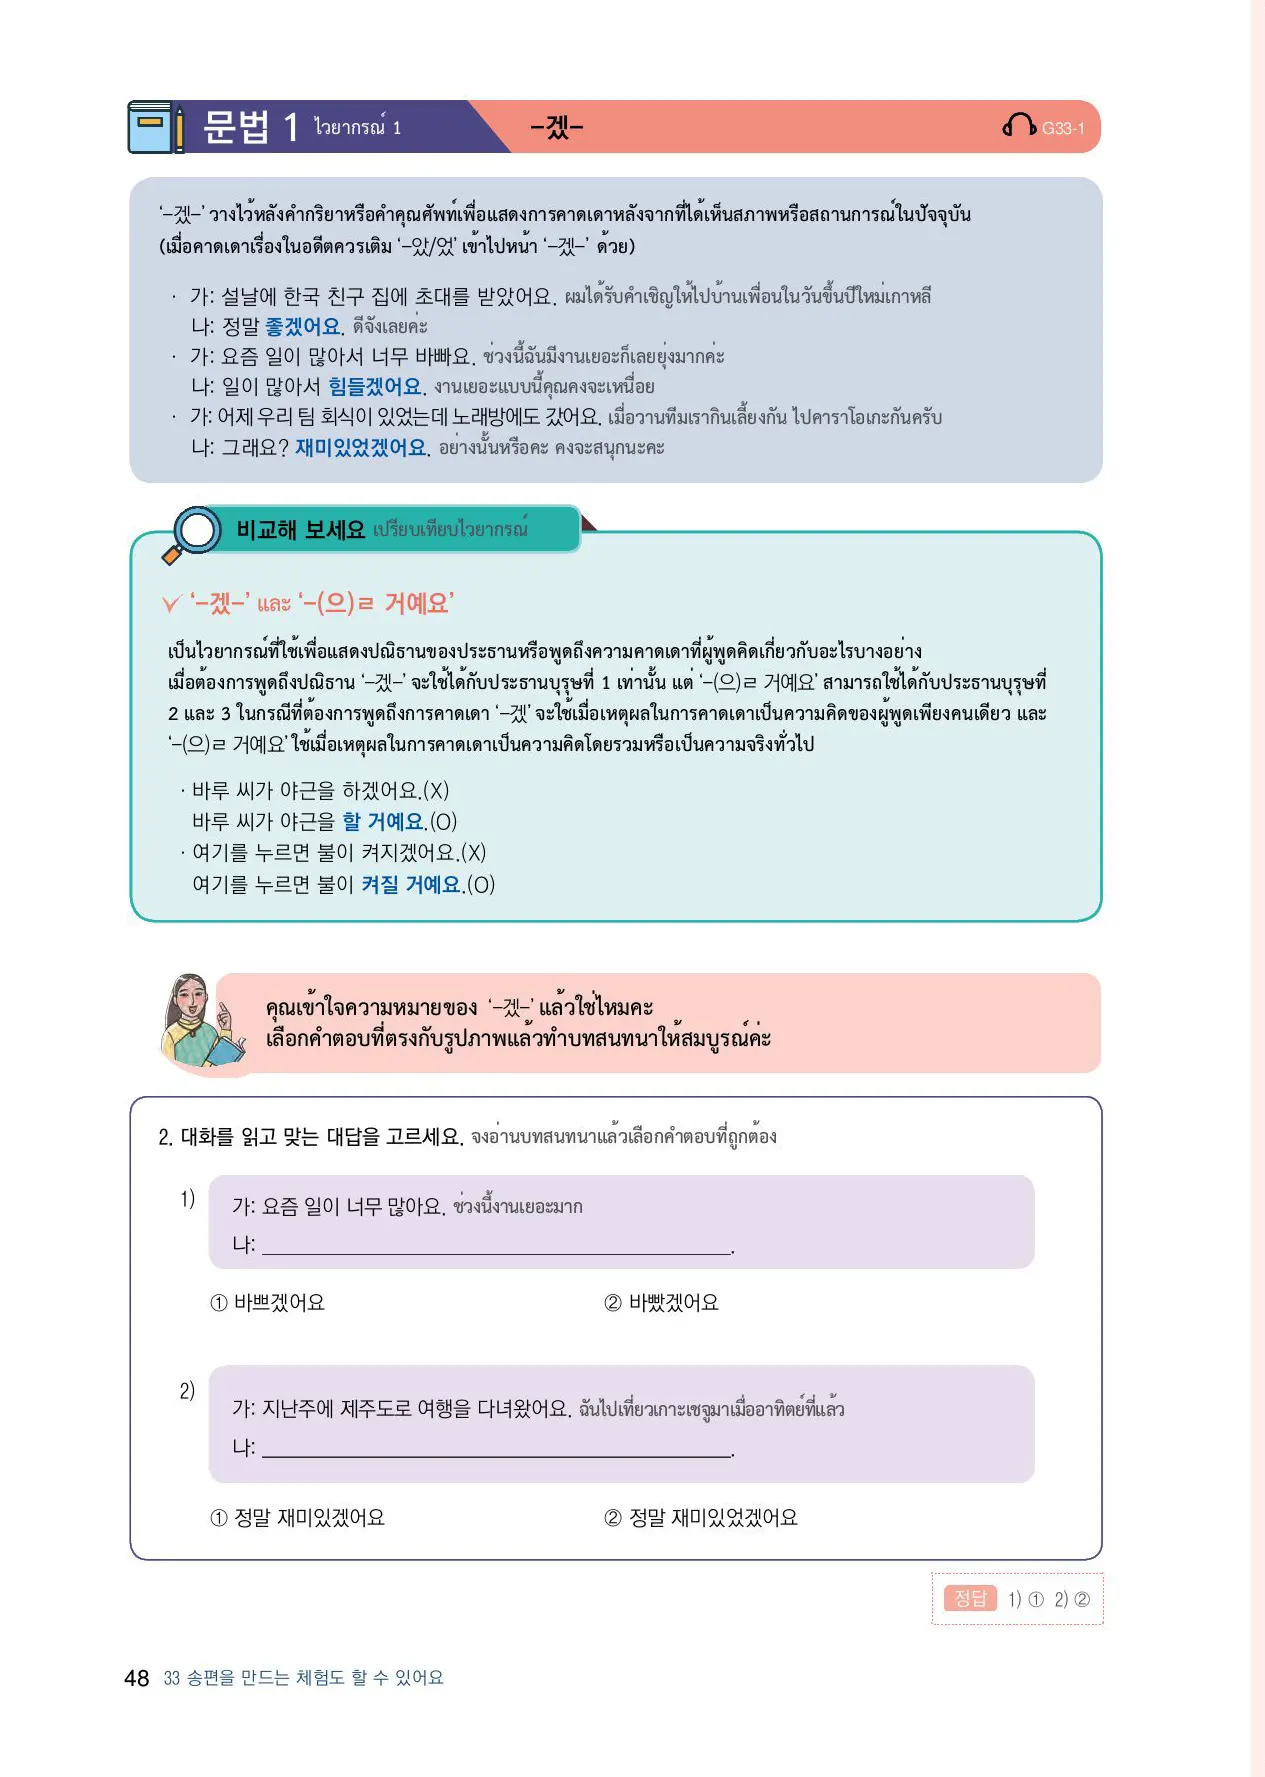 문법 1 ไวยากรณ์ 1 -겠- G33-1
‘-겠-’ วางไว้หลังคำกริยาหรือคำคุณศัพท์เพื่อแสดงการคาดเดาหลังจากที่ได้เห็นสภาพหรือสถานการณ์ในปัจจุบัน
(เมื่อคาดเดาเรื่องในอดีตควรเติม ‘-았/었’ เข้าไปหน้า ‘-겠-’ ด้วย)
· 가: 설날에 한국 친구 집에 초대를 받았어요. ผมได้รับคำเชิญให้ไปบ้านเพื่อนในวันขึ้นปีใหม่เกาหลี
나: 정말 좋겠어요. ดีจังเลยค่ะ
· 가: 요즘 일이 많아서 너무 바빠요. ช่วงนี้ฉันมีงานเยอะก็เลยยุ่งมากค่ะ
나: 일이 많아서 힘들겠어요. งานเยอะแบบนี้คุณคงจะเหนื่อย
· 가: 어제 우리 팀 회식이 있었는데 노래방에도 갔어요. เมื่อวานทีมเรากินเลี้ยงกัน ไปคาราโอเกะกันครับ
나: 그래요? 재미있었겠어요. อย่างนั้นหรือคะ คงจะสนุกนะคะ
비교해 보세요 เปรียบเทียบไวยากรณ์
‘-겠-’ และ ‘-(으)ㄹ 거예요’
เป็นไวยากรณ์ที่ใช้เพื่อแสดงปณิธานของประธานหรือพูดถึงความคาดเดาที่ผู้พูดคิดเกี่ยวกับอะไรบางอย่าง
เมื่อต้องการพูดถึงปณิธาน ‘-겠-’ จะใช้ได้กับประธานบุรุษที่ 1 เท่านั้น แต่ ‘-(으)ㄹ 거예요’ สามารถใช้ได้กับประธานบุรุษที่
2 และ 3 ในกรณีที่ต้องการพูดถึงการคาดเดา ‘-겠’ จะใช้เมื่อเหตุผลในการคาดเดาเป็นความคิดของผู้พูดเพียงคนเดียว และ
‘-(으)ㄹ 거예요’ ใช้เมื่อเหตุผลในการคาดเดาเป็นความคิดโดยรวมหรือเป็นความจริงทั่วไป
· 바루 씨가 야근을 하겠어요.(X)
바루 씨가 야근을 할 거예요.(O)
· 여기를 누르면 불이 켜지겠어요.(X)
여기를 누르면 불이 켜질 거예요.(O)
คุณเข้าใจความหมายของ ‘-겠-’ แล้วใช่ไหมคะ
เลือกคำตอบที่ตรงกับรูปภาพแล้วทำบทสนทนาให้สมบูรณ์ค่ะ
2. 대화를 읽고 맞는 대답을 고르세요. จงอ่านบทสนทนาแล้วเลือกคำตอบที่ถูกต้อง
1) 가: 요즘 일이 너무 많아요. ช่วงนี้งานเยอะมาก
나: ______________________.
① 바쁘겠어요 ② 바빴겠어요
2) 가: 지난주에 제주도로 여행을 다녀왔어요. ฉันไปเที่ยวเกาะเชจูมาเมื่ออาทิตย์ที่แล้ว
나: ______________________.
① 정말 재미있겠어요 ② 정말 재미있었겠어요
정답 1) ① 2) ②
48 33 송편을 만드는 체험도 할 수 있어요